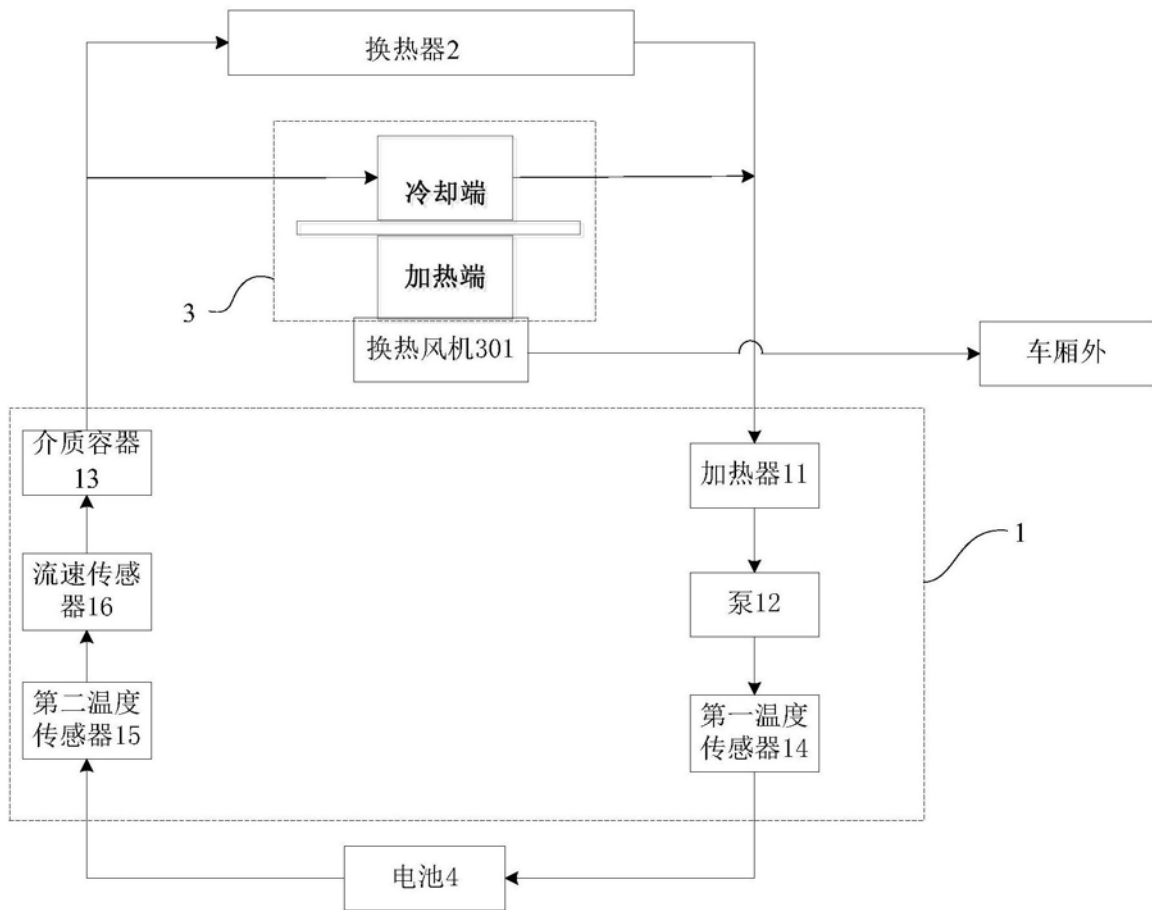 换热器2
冷却端
加热端
3
换热风机301
车厢外
介质容器
13
加热器11
1
流速传感
器16
泵12
第二温度
传感器15
第一温度
传感器14
电池4